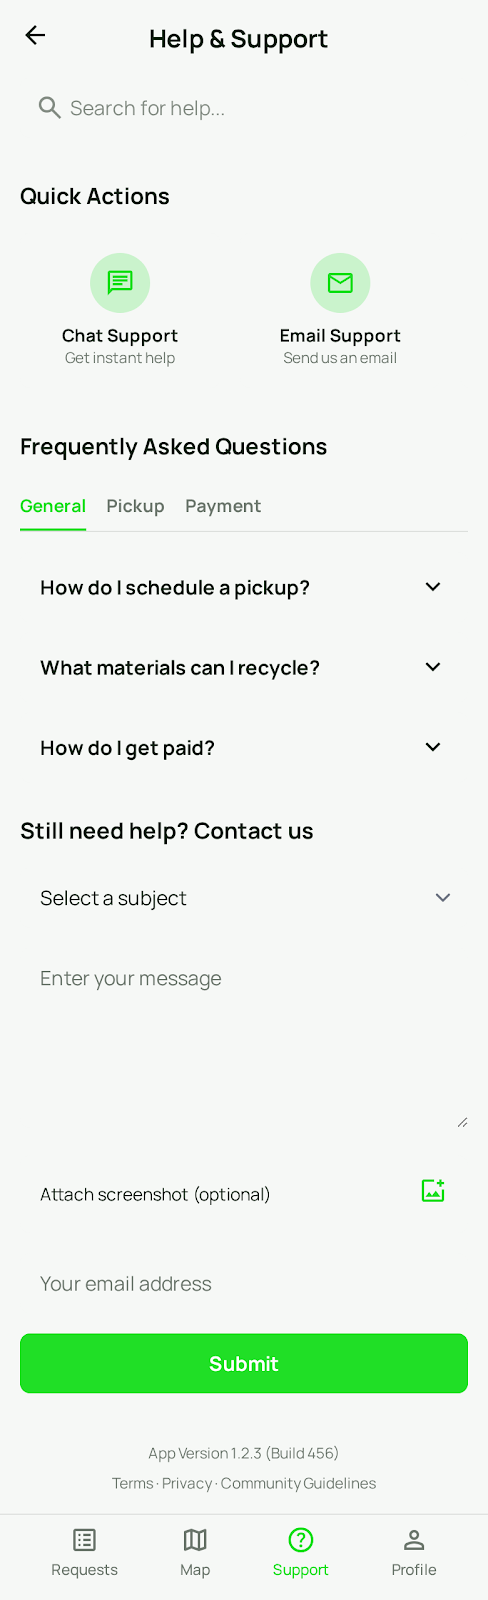 Help & Support
Search for help...
Quick Actions
Chat Support
Get instant help
Email Support
Send us an email
Frequently Asked Questions
General Pickup Payment
How do I schedule a pickup?
What materials can I recycle?
How do I get paid?
Still need help? Contact us
Select a subject
Enter your message
Attach screenshot (optional)
Your email address
Submit
App Version 1.2.3 (Build 456)
Terms · Privacy · Community Guidelines
Requests Map Support Profile